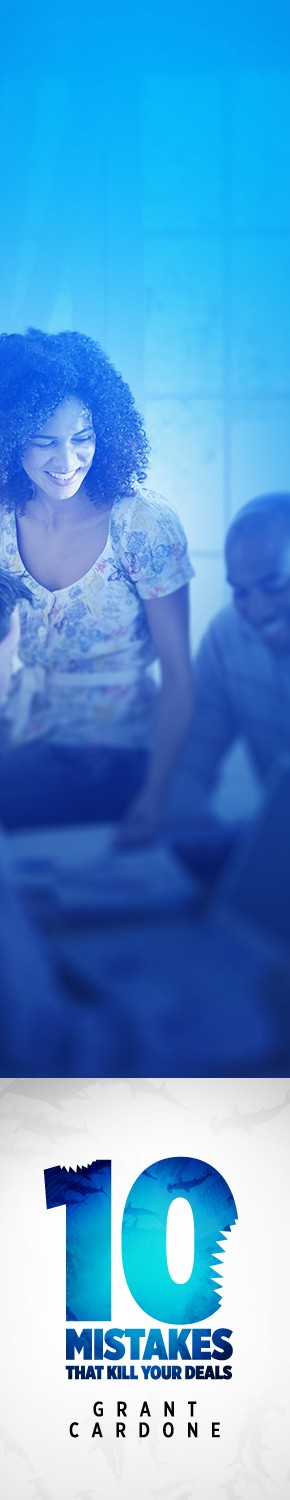 10
MISTAKES
THAT KILL YOUR DEALS
GRANT
CARDONE